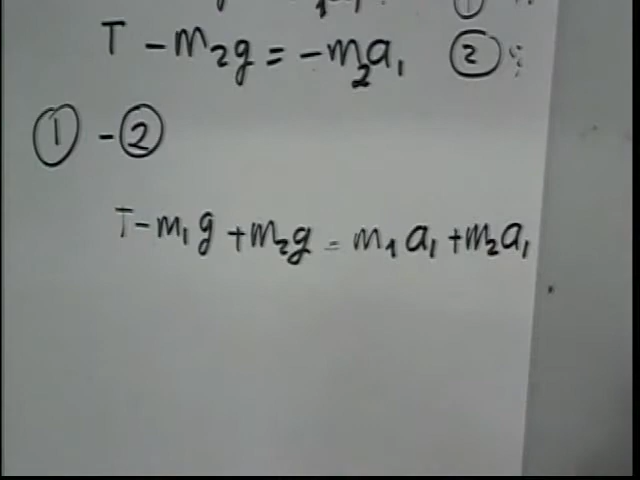 T - m₂g = -m₂a₁ ②
① - ②
T - m₁g + m₂g = m₁a₁ + m₂a₁